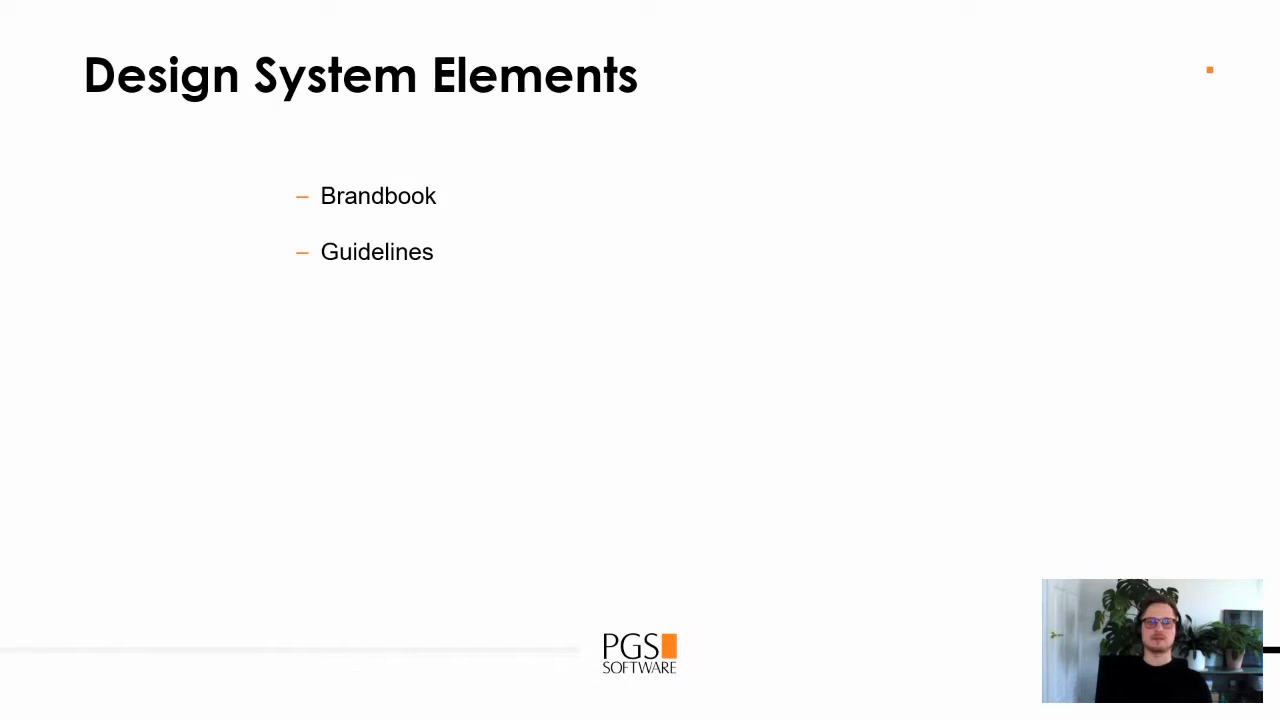 Design System Elements
– Brandbook
– Guidelines
PGS
SOFTWARE